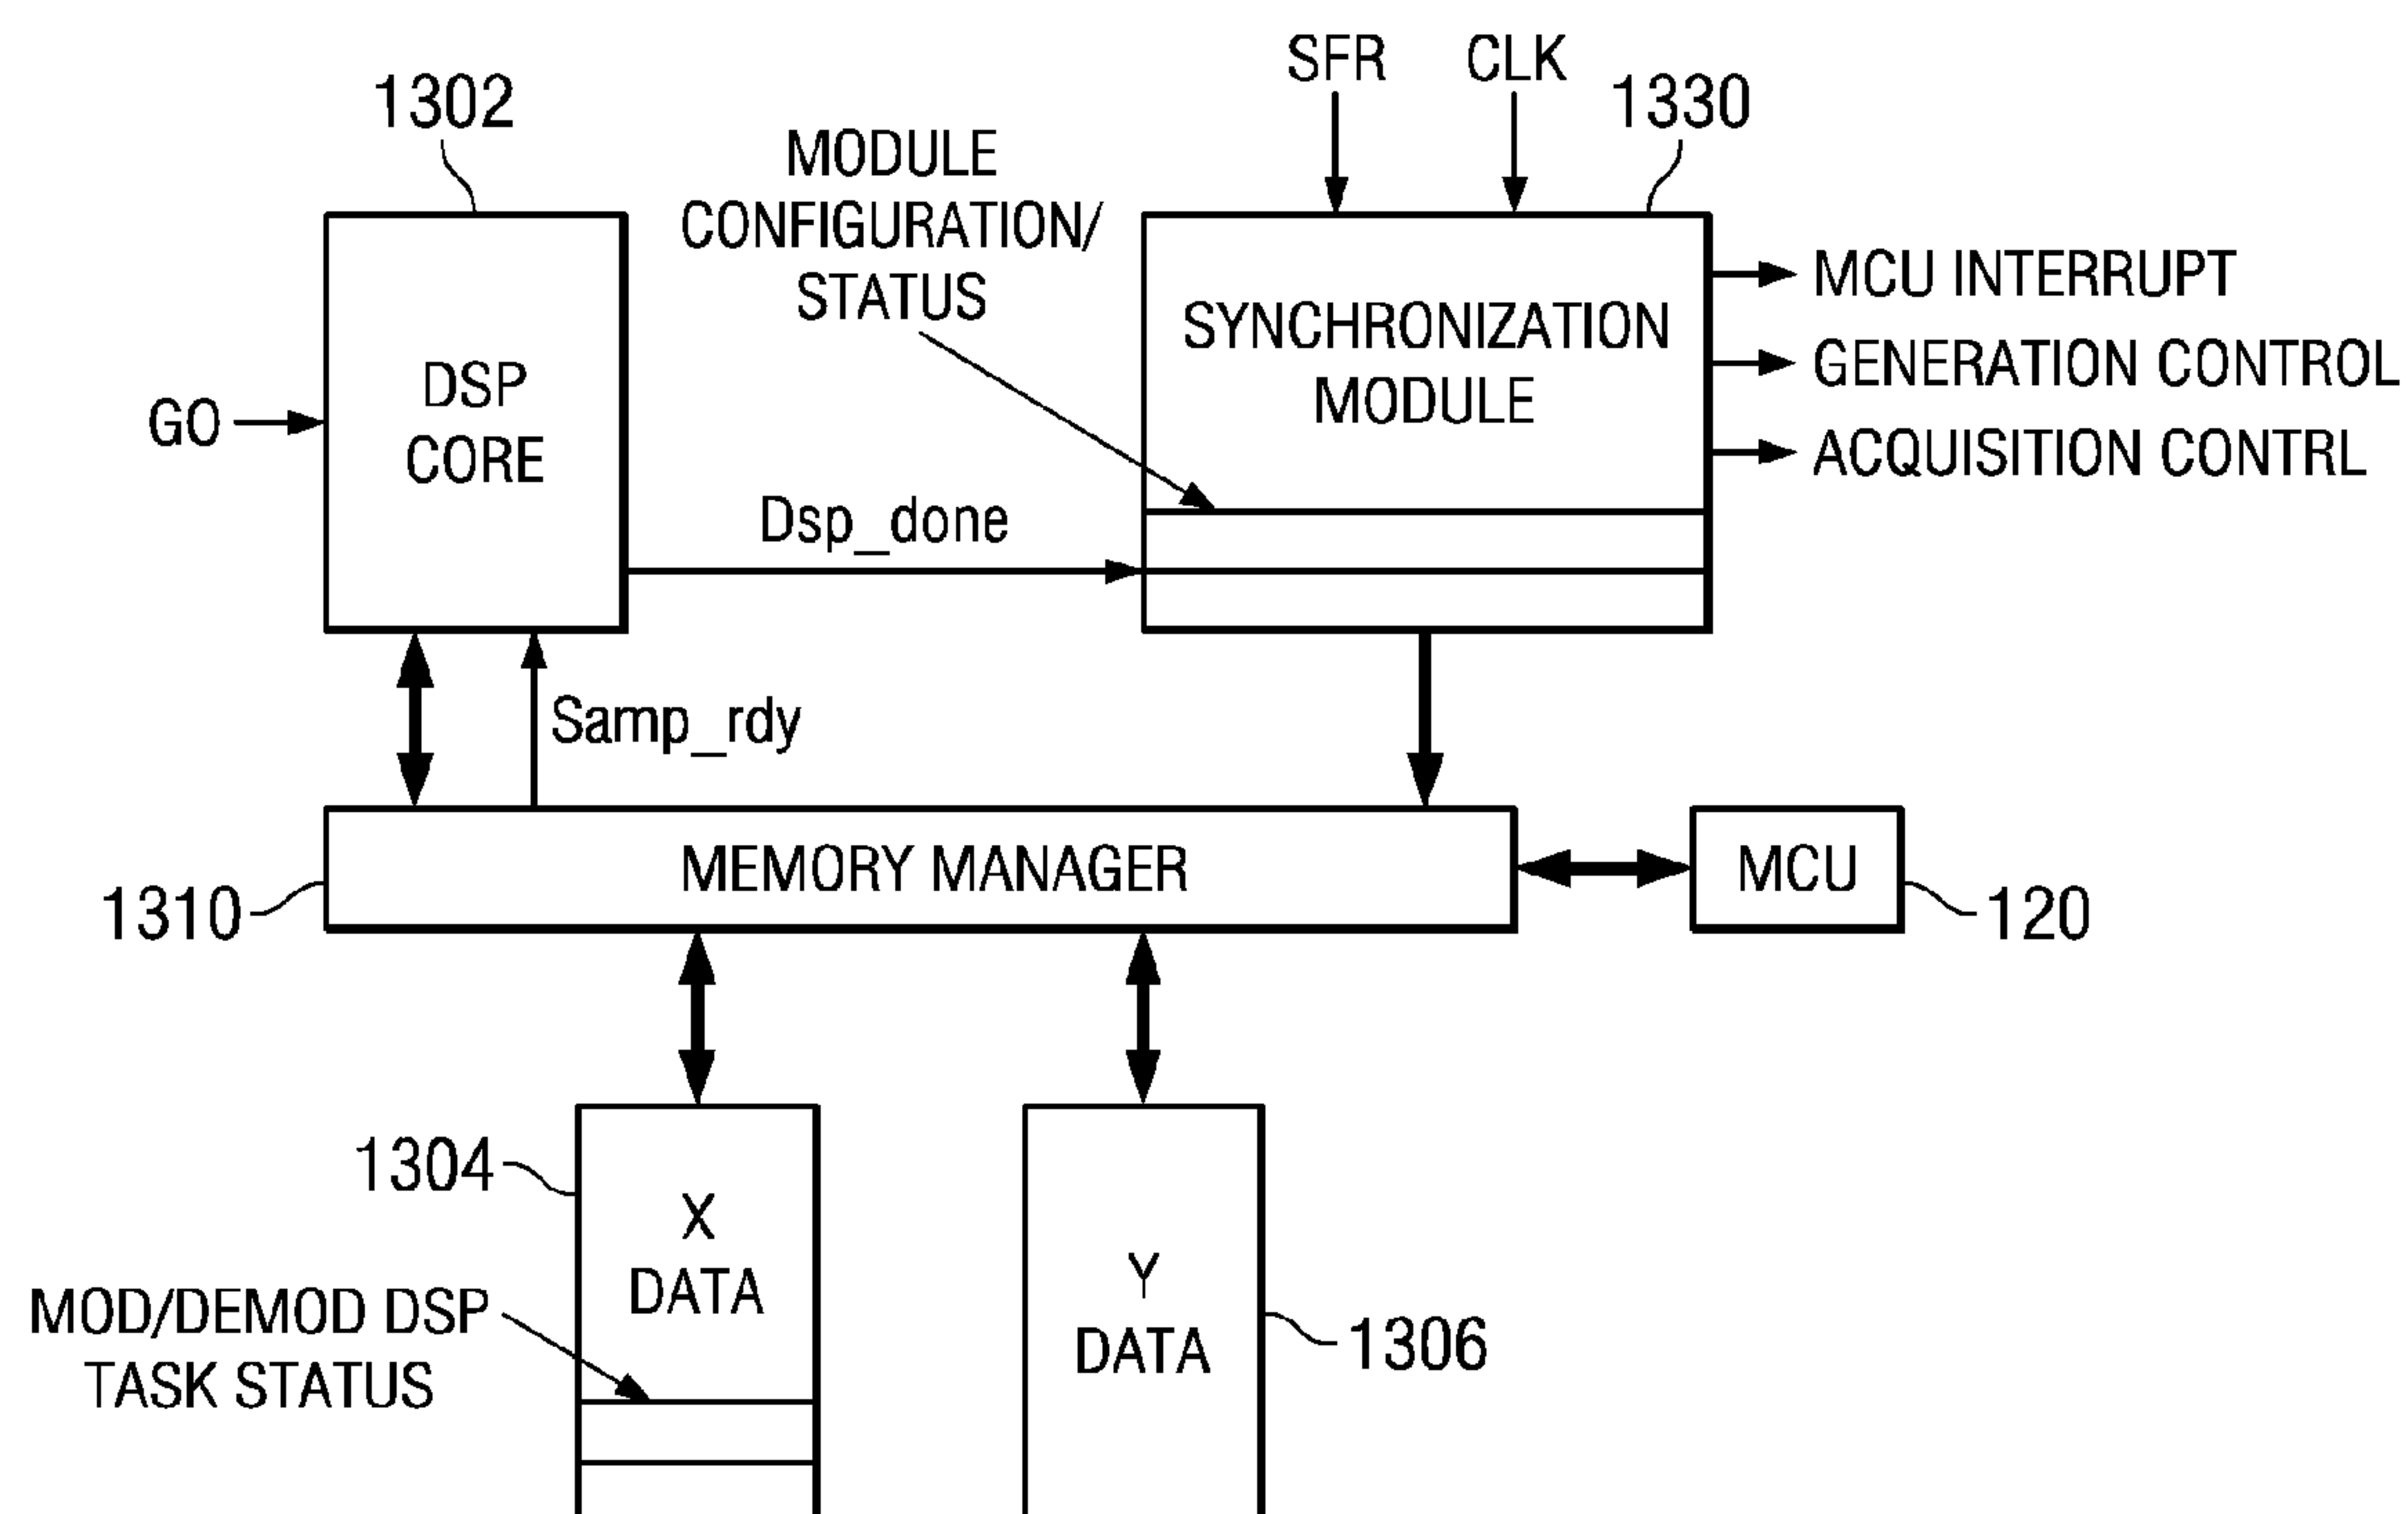 SFR
CLK
1302
1330
MODULE
CONFIGURATION/
STATUS
MCU INTERRUPT
SYNCHRONIZATION
MODULE
GENERATION CONTROL
ACQUISITION CONTRL
DSP
CORE
GO
Dsp_done
Samp_rdy
MEMORY MANAGER
MCU
1310
120
1304
X
DATA
Y
DATA
MOD/DEMOD DSP
TASK STATUS
1306